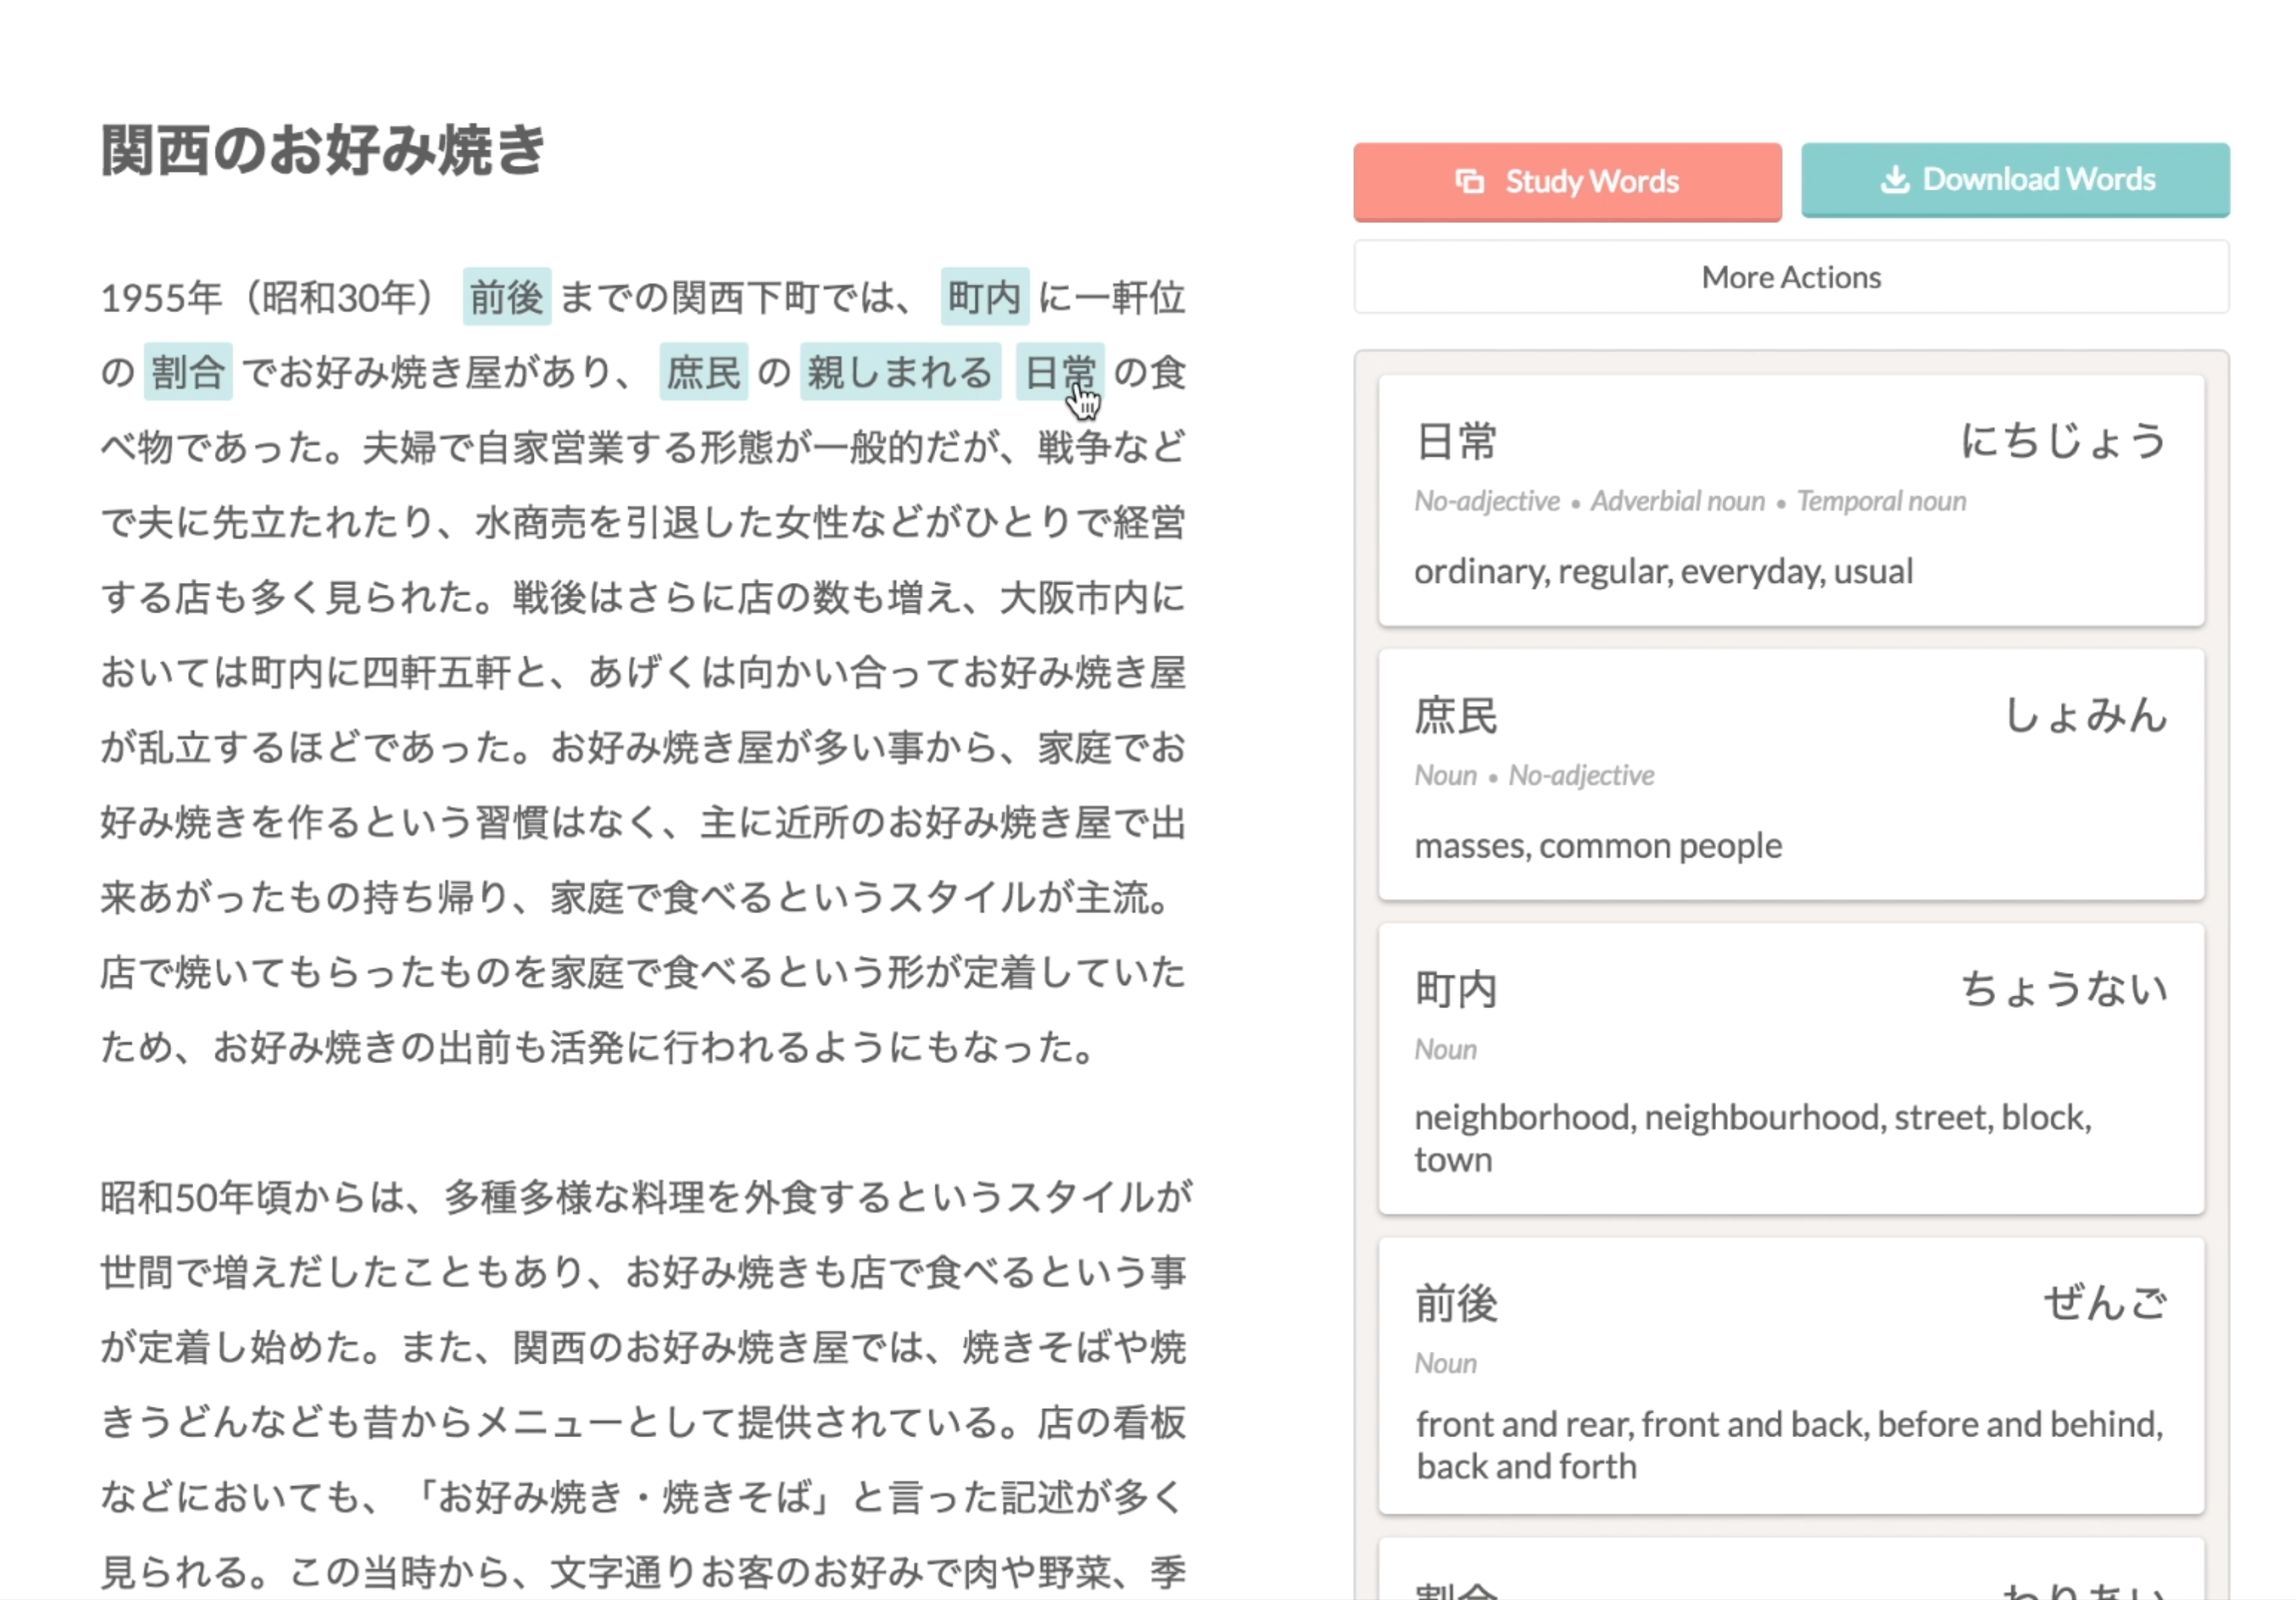 関西のお好み焼き
1955年（昭和30年） 前後 までの関西下町では、 町内 に一軒位
の 割合 でお好み焼き屋があり、 庶民 の 親しまれる 日常 の食
べ物であった。夫婦で自家営業する形態が一般的だが、戦争など
で夫に先立たれたり、水商売を引退した女性などがひとりで経営
する店も多く見られた。戦後はさらに店の数も増え、大阪市内に
おいては町内に四軒五軒と、あげくは向かい合ってお好み焼き屋
が乱立するほどであった。お好み焼き屋が多い事から、家庭でお
好み焼きを作るという習慣はなく、主に近所のお好み焼き屋で出
来あがったもの持ち帰り、家庭で食べるというスタイルが主流。
店で焼いてもらったものを家庭で食べるという形が定着していた
ため、お好み焼きの出前も活発に行われるようにもなった。
昭和50年頃からは、多種多様な料理を外食するというスタイルが
世間で増えだしたこともあり、お好み焼きも店で食べるという事
が定着し始めた。また、関西のお好み焼き屋では、焼きそばや焼
きうどんなども昔からメニューとして提供されている。店の看板
などにおいても、「お好み焼き・焼きそば」と言った記述が多く
見られる。この当時から、文字通りお客のお好みで肉や野菜、季
Study Words
Download Words
More Actions
日常 にちじょう
No-adjective • Adverbial noun • Temporal noun
ordinary, regular, everyday, usual
庶民 しょみん
Noun • No-adjective
masses, common people
町内 ちょうない
Noun
neighborhood, neighbourhood, street, block,
town
前後 ぜんご
Noun
front and rear, front and back, before and behind,
back and forth
割合 わりあい